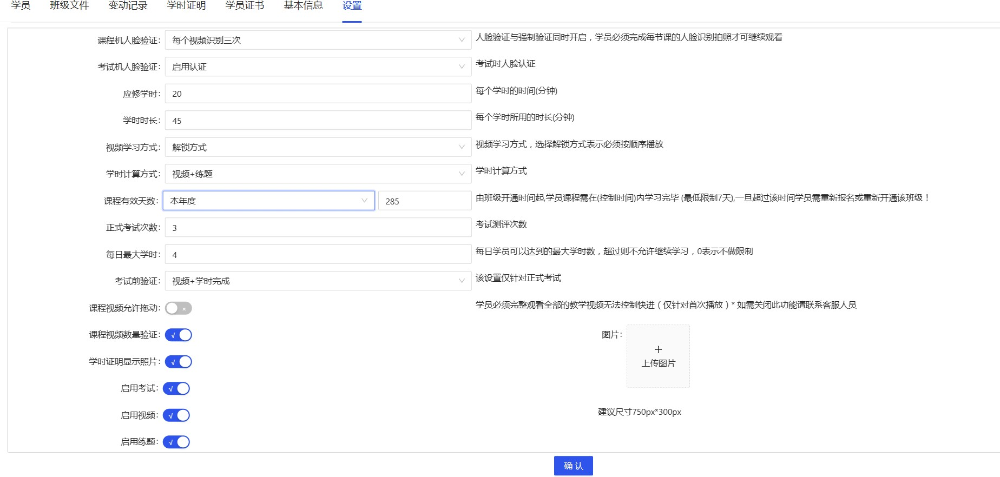 学员 班级文件 变动记录 学时证明 学员证书 基本信息 设置
课程机人脸验证: 每个视频识别三次 人脸验证与强制验证同时开启，学员必须完成每节课的人脸识别拍照才可继续观看
考试机人脸验证: 启用认证 考试时人脸认证
应修学时: 20 每个学时的时间(分钟)
学时时长: 45 每个学时所用的时长(分钟)
视频学习方式: 解锁方式 视频学习方式，选择解锁方式表示必须按顺序播放
学时计算方式: 视频+练题 学时计算方式
课程有效天数: 本年度 285 由班级开通时间起,学员课程需在(控制时间)内学习完毕 (最低限制7天),一旦超过该时间学员需重新报名或重新开通该班级！
正式考试次数: 3 考试测评次数
每日最大学时: 4 每日学员可以达到的最大学时数，超过则不允许继续学习，0表示不做限制
考试前验证: 视频+学时完成 该设置仅针对正式考试
课程视频允许拖动: × 学员必须完整观看全部的教学视频无法控制快进（仅针对首次播放）* 如需关闭此功能请联系客服人员
课程视频数量验证: √ 图片:
+
上传图片
学时证明显示照片: √
启用考试: √
启用视频: √ 建议尺寸750px*300px
启用练题: √
确 认